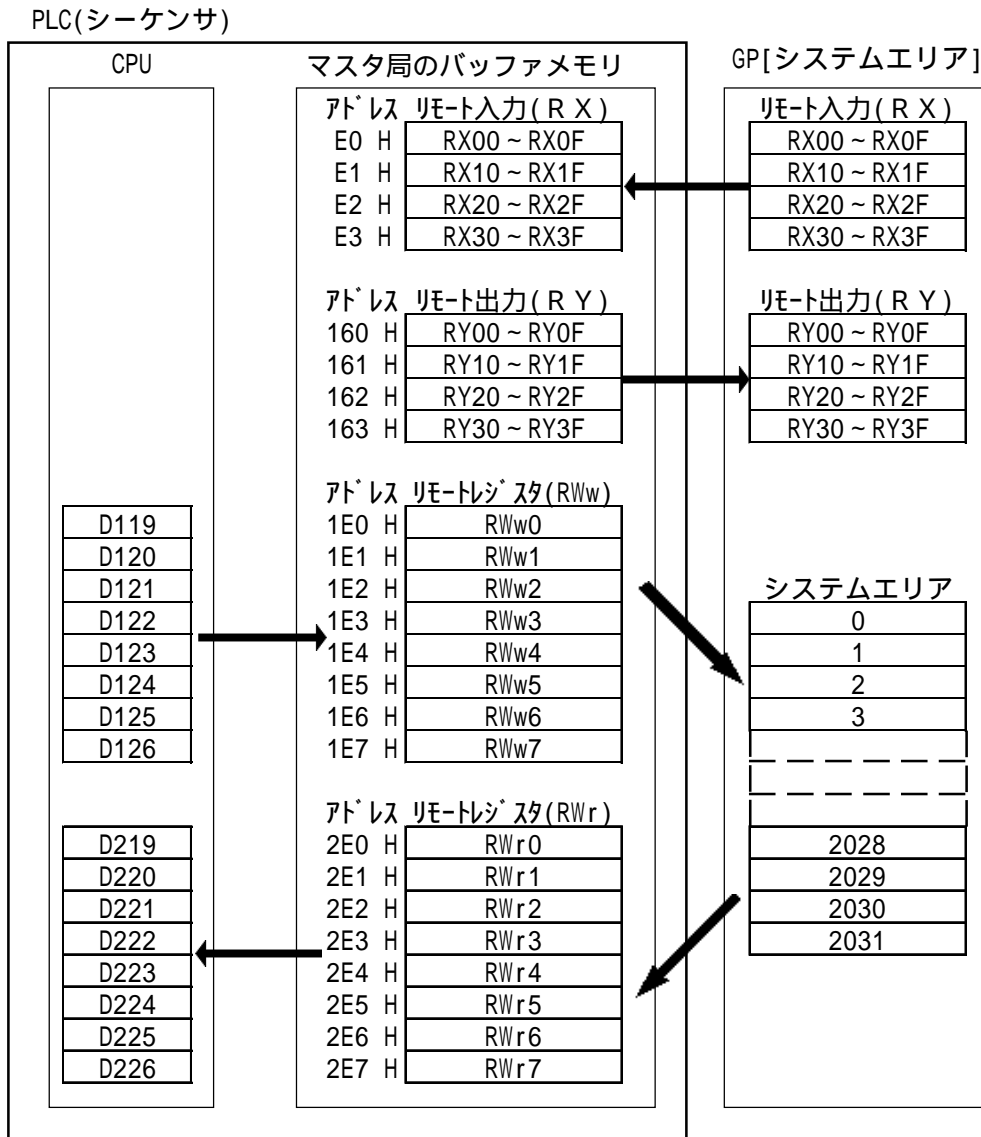 PLC(シーケンサ)
CPU
マスタ局のバッファメモリ
GP[システムエリア]
アドレス リモート入力(RX)
E0 H RX00~RX0F
E1 H RX10~RX1F
E2 H RX20~RX2F
E3 H RX30~RX3F
リモート入力(RX)
RX00~RX0F
RX10~RX1F
RX20~RX2F
RX30~RX3F
アドレス リモート出力(RY)
160 H RY00~RY0F
161 H RY10~RY1F
162 H RY20~RY2F
163 H RY30~RY3F
リモート出力(RY)
RY00~RY0F
RY10~RY1F
RY20~RY2F
RY30~RY3F
D119
D120
D121
D122
D123
D124
D125
D126
アドレス リモートレジスタ(RWw)
1E0 H RWw0
1E1 H RWw1
1E2 H RWw2
1E3 H RWw3
1E4 H RWw4
1E5 H RWw5
1E6 H RWw6
1E7 H RWw7
システムエリア
0
1
2
3
D219
D220
D221
D222
D223
D224
D225
D226
アドレス リモートレジスタ(RWr)
2E0 H RWr0
2E1 H RWr1
2E2 H RWr2
2E3 H RWr3
2E4 H RWr4
2E5 H RWr5
2E6 H RWr6
2E7 H RWr7
2028
2029
2030
2031